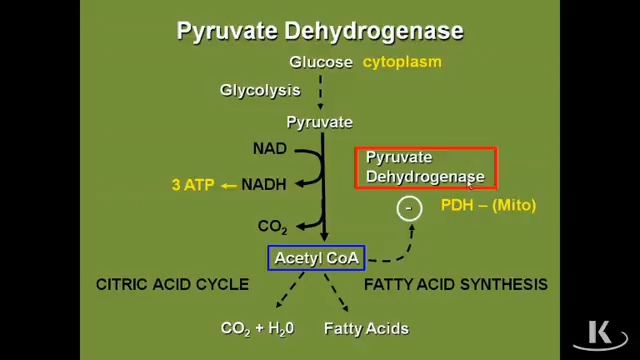 Pyruvate Dehydrogenase
Glucose cytoplasm
Glycolysis
Pyruvate
NAD
Pyruvate
Dehydrogenase
3 ATP NADH
- PDH – (Mito)
CO₂
Acetyl CoA
CITRIC ACID CYCLE FATTY ACID SYNTHESIS
CO₂ + H₂0 Fatty Acids
K